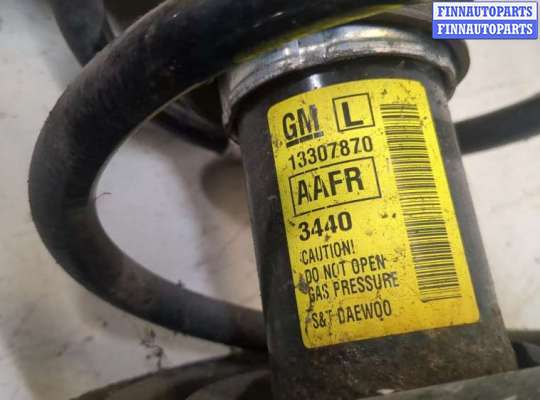 FINNAUTOPARTS
FINNAUTOPARTS
GM L
13307870
AAFR
3440
CAUTION!
DO NOT OPEN
GAS PRESSURE
S&T DAEWOO